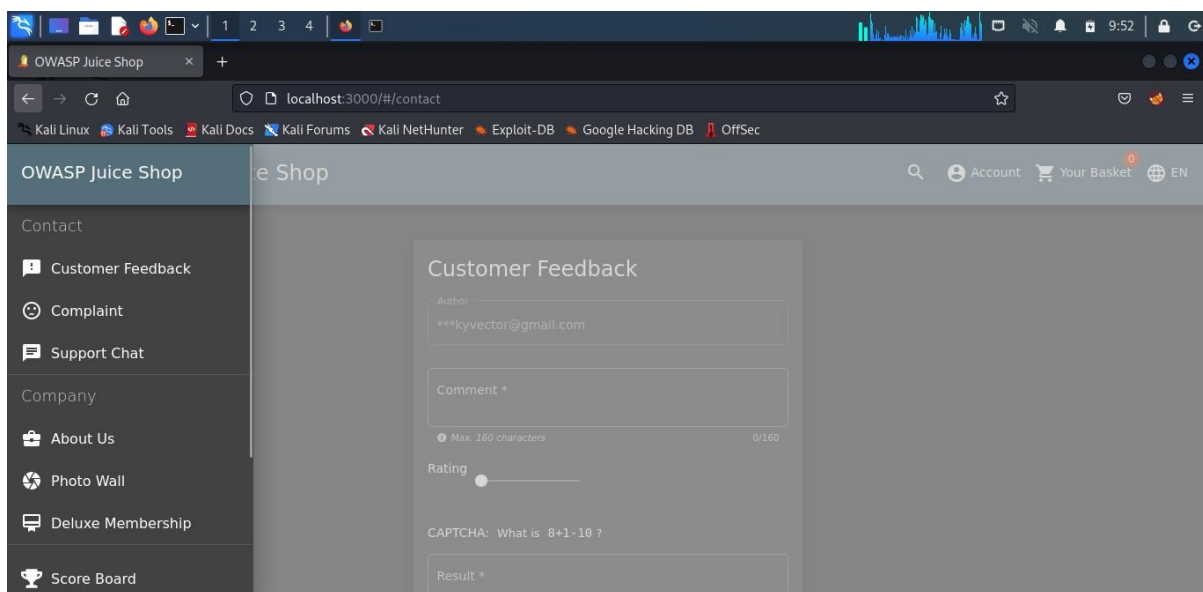 1 2 3 4 9:52
OWASP Juice Shop
localhost:3000/#/contact
Kali Linux Kali Tools Kali Docs Kali Forums Kali NetHunter Exploit-DB Google Hacking DB OffSec
OWASP Juice Shop e Shop Account 0 Your Basket EN
Contact
Customer Feedback
Complaint
Support Chat
Company
About Us
Photo Wall
Deluxe Membership
Score Board
Customer Feedback
Author
***kyvector@gmail.com
Comment *
Max. 160 characters 0/160
Rating
CAPTCHA: What is 8+1-10 ?
Result *